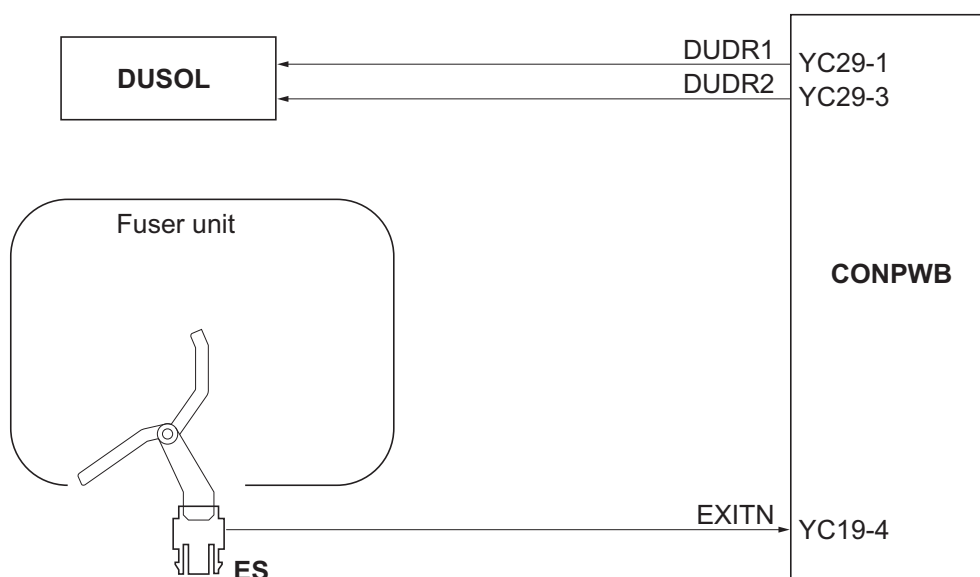 DUSOL
DUDR1
YC29-1
DUDR2
YC29-3
Fuser unit
CONPWB
EXITN
YC19-4
ES